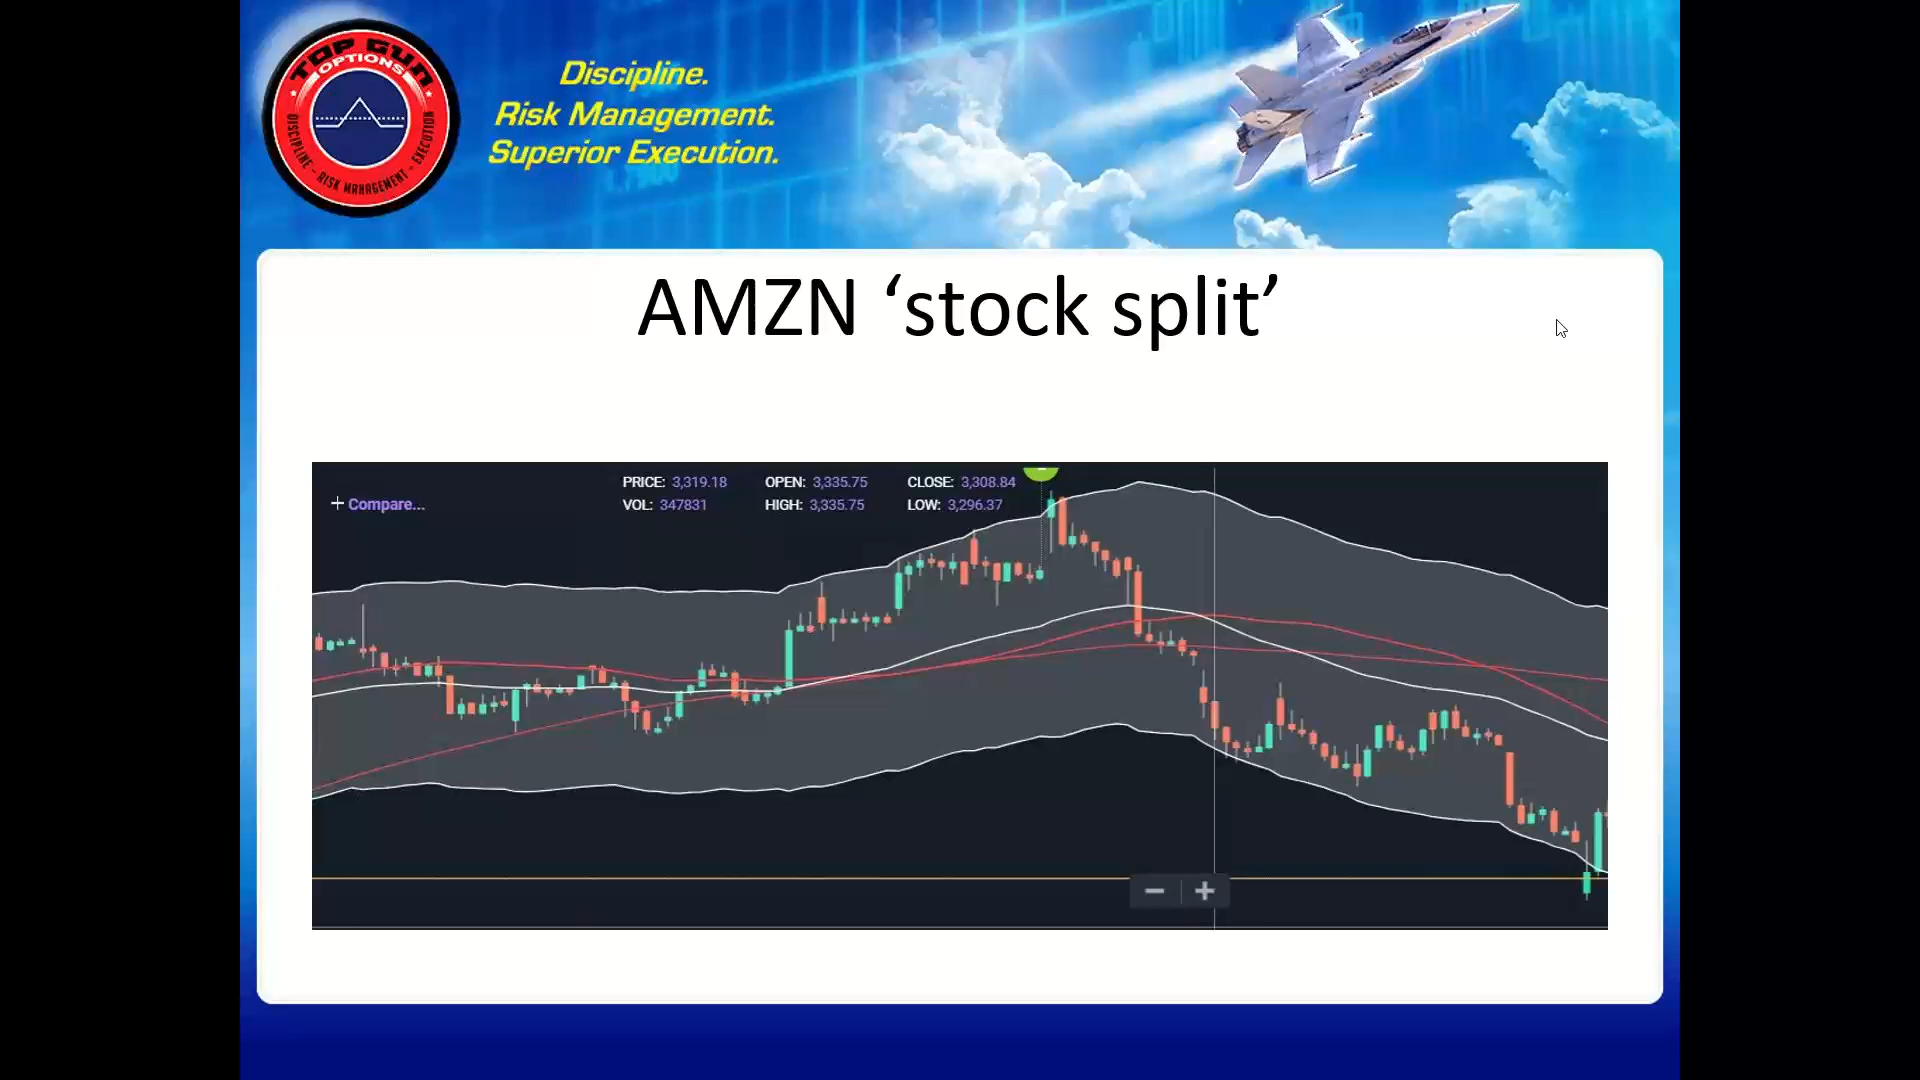 TOP GUN
OPTIONS
DISCIPLINE - RISK MANAGEMENT - EXECUTION
Discipline.
Risk Management.
Superior Execution.
AMZN ‘stock split’
+ Compare...
PRICE: 3,319.18 OPEN: 3,335.75 CLOSE: 3,308.84
VOL: 347831 HIGH: 3,335.75 LOW: 3,296.37